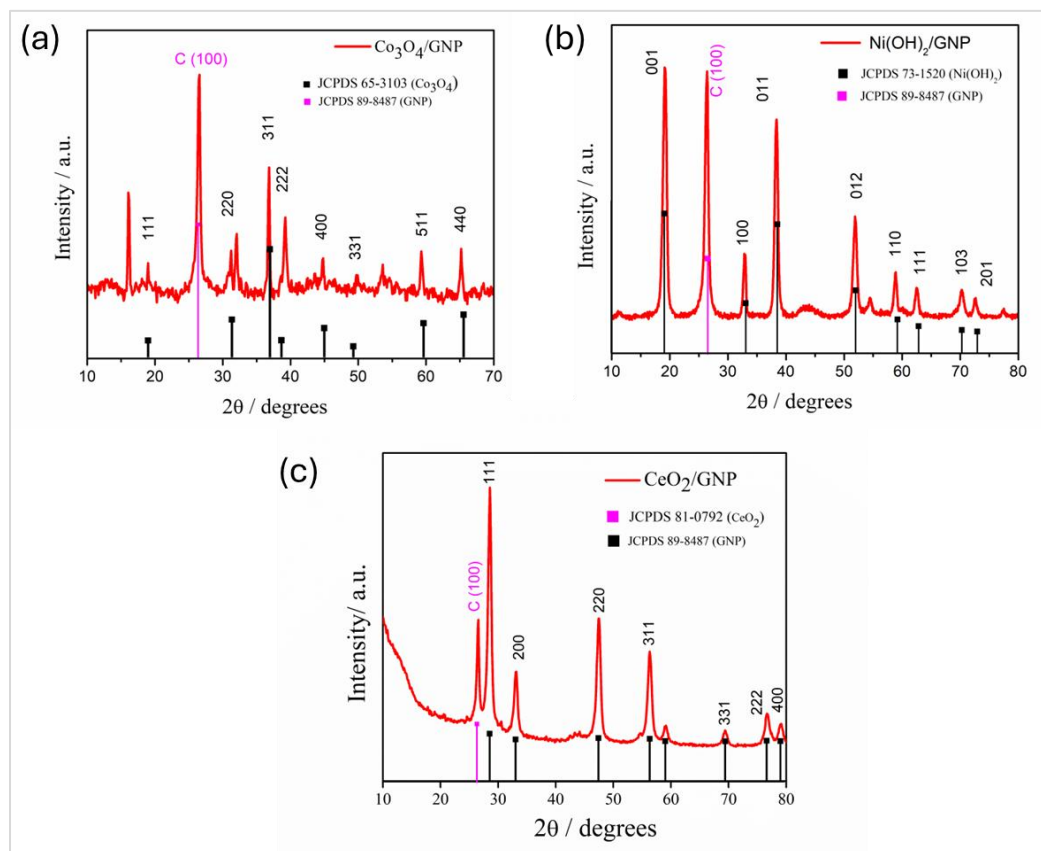 (a)
C (100)
Co3O4/GNP
JCPDS 65-3103 (Co3O4)
JCPDS 89-8487 (GNP)
111
220
311
222
400
331
511
440
Intensity / a.u.
10 20 30 40 50 60 70
2θ / degrees
(b)
001
C (100)
011
Ni(OH)2/GNP
JCPDS 73-1520 (Ni(OH)2)
JCPDS 89-8487 (GNP)
100
012
110
111
103
201
Intensity / a.u.
10 20 30 40 50 60 70 80
2θ / degrees
(c)
C (100)
111
CeO2/GNP
JCPDS 81-0792 (CeO2)
JCPDS 89-8487 (GNP)
200
220
311
331
222
400
Intensity/ a.u.
10 20 30 40 50 60 70 80
2θ / degrees